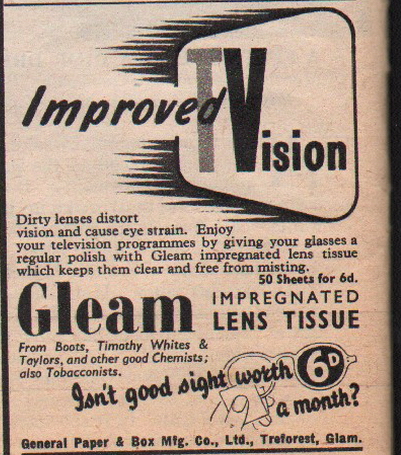 Improved TVision
Dirty lenses distort
vision and cause eye strain. Enjoy
your television programmes by giving your glasses a
regular polish with Gleam impregnated lens tissue
which keeps them clear and free from misting.
50 Sheets for 6d.
Gleam IMPREGNATED
LENS TISSUE
From Boots, Timothy Whites &
Taylors, and other good Chemists;
also Tobacconists.
Isn't good sight worth 6D
a month?
General Paper & Box Mfg. Co., Ltd., Treforest, Glam.